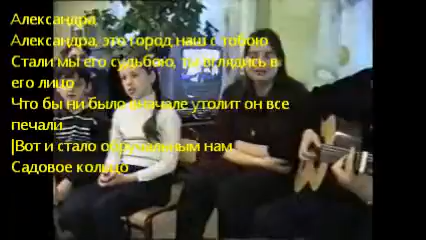 Александра,
Александра, это город наш с тобою
Стали мы его судьбою, ты вглядись в
его лицо
Что бы ни было вначале утолит он все
печали
|Вот и стало обручальным нам
Садовое кольцо